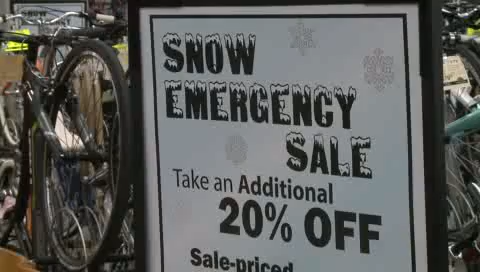 SNOW
EMERGENCY
SALE
Take an Additional
20% OFF
Sale-priced